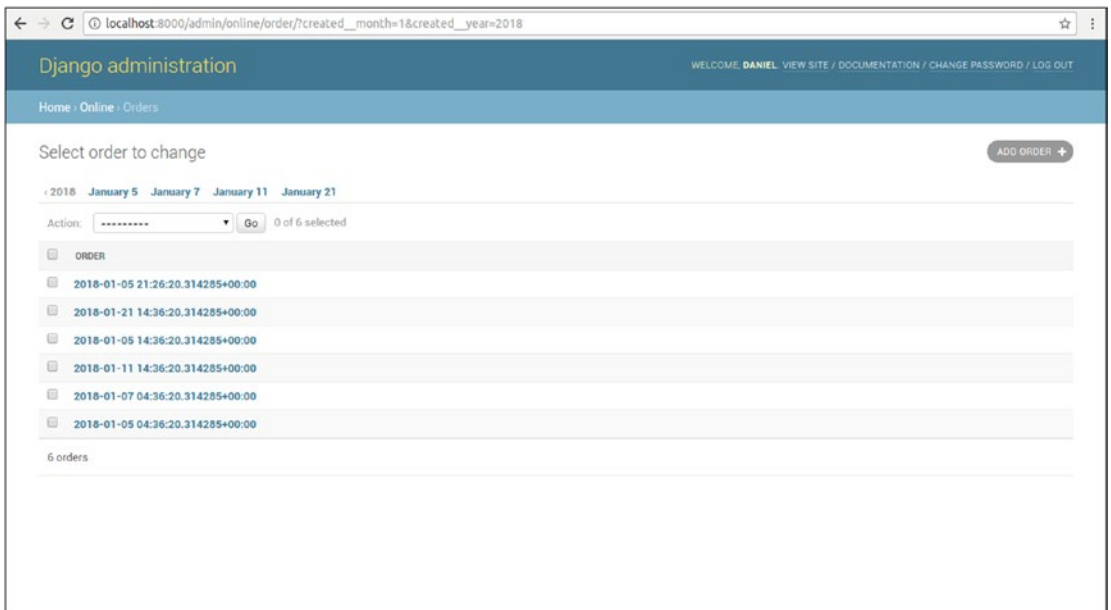 localhost:8000/admin/online/order/?created__month=1&created__year=2018
Django administration
WELCOME, DANIEL. VIEW SITE / DOCUMENTATION / CHANGE PASSWORD / LOG OUT
Home › Online › Orders
Select order to change
ADD ORDER +
‹ 2018 January 5 January 7 January 11 January 21
Action: --------- Go 0 of 6 selected
ORDER
2018-01-05 21:26:20.314285+00:00
2018-01-21 14:36:20.314285+00:00
2018-01-05 14:36:20.314285+00:00
2018-01-11 14:36:20.314285+00:00
2018-01-07 04:36:20.314285+00:00
2018-01-05 04:36:20.314285+00:00
6 orders